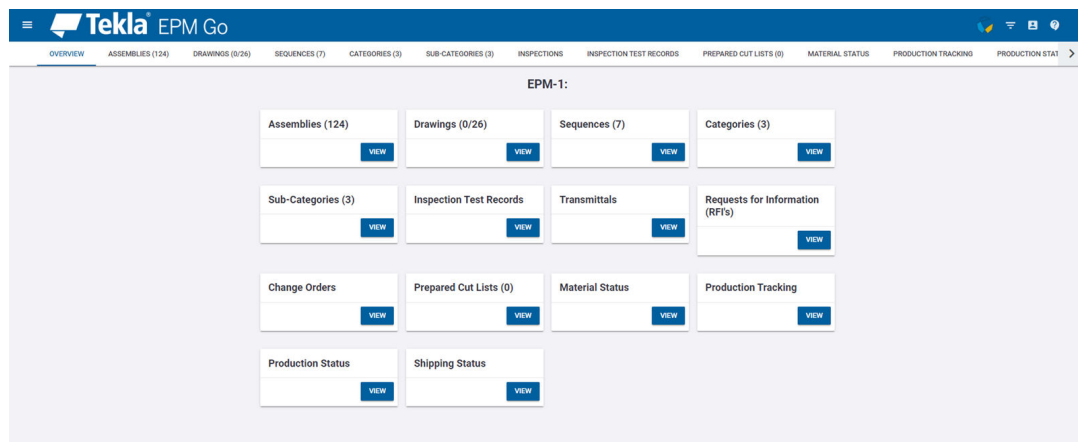 Tekla® EPM Go
OVERVIEW ASSEMBLIES (124) DRAWINGS (0/26) SEQUENCES (7) CATEGORIES (3) SUB-CATEGORIES (3) INSPECTIONS INSPECTION TEST RECORDS PREPARED CUT LISTS (0) MATERIAL STATUS PRODUCTION TRACKING PRODUCTION STAT
EPM-1:
Assemblies (124) Drawings (0/26) Sequences (7) Categories (3)
VIEW VIEW VIEW VIEW
Sub-Categories (3) Inspection Test Records Transmittals Requests for Information
(RFI's)
VIEW VIEW VIEW
VIEW
Change Orders Prepared Cut Lists (0) Material Status Production Tracking
VIEW VIEW VIEW VIEW
Production Status Shipping Status
VIEW VIEW